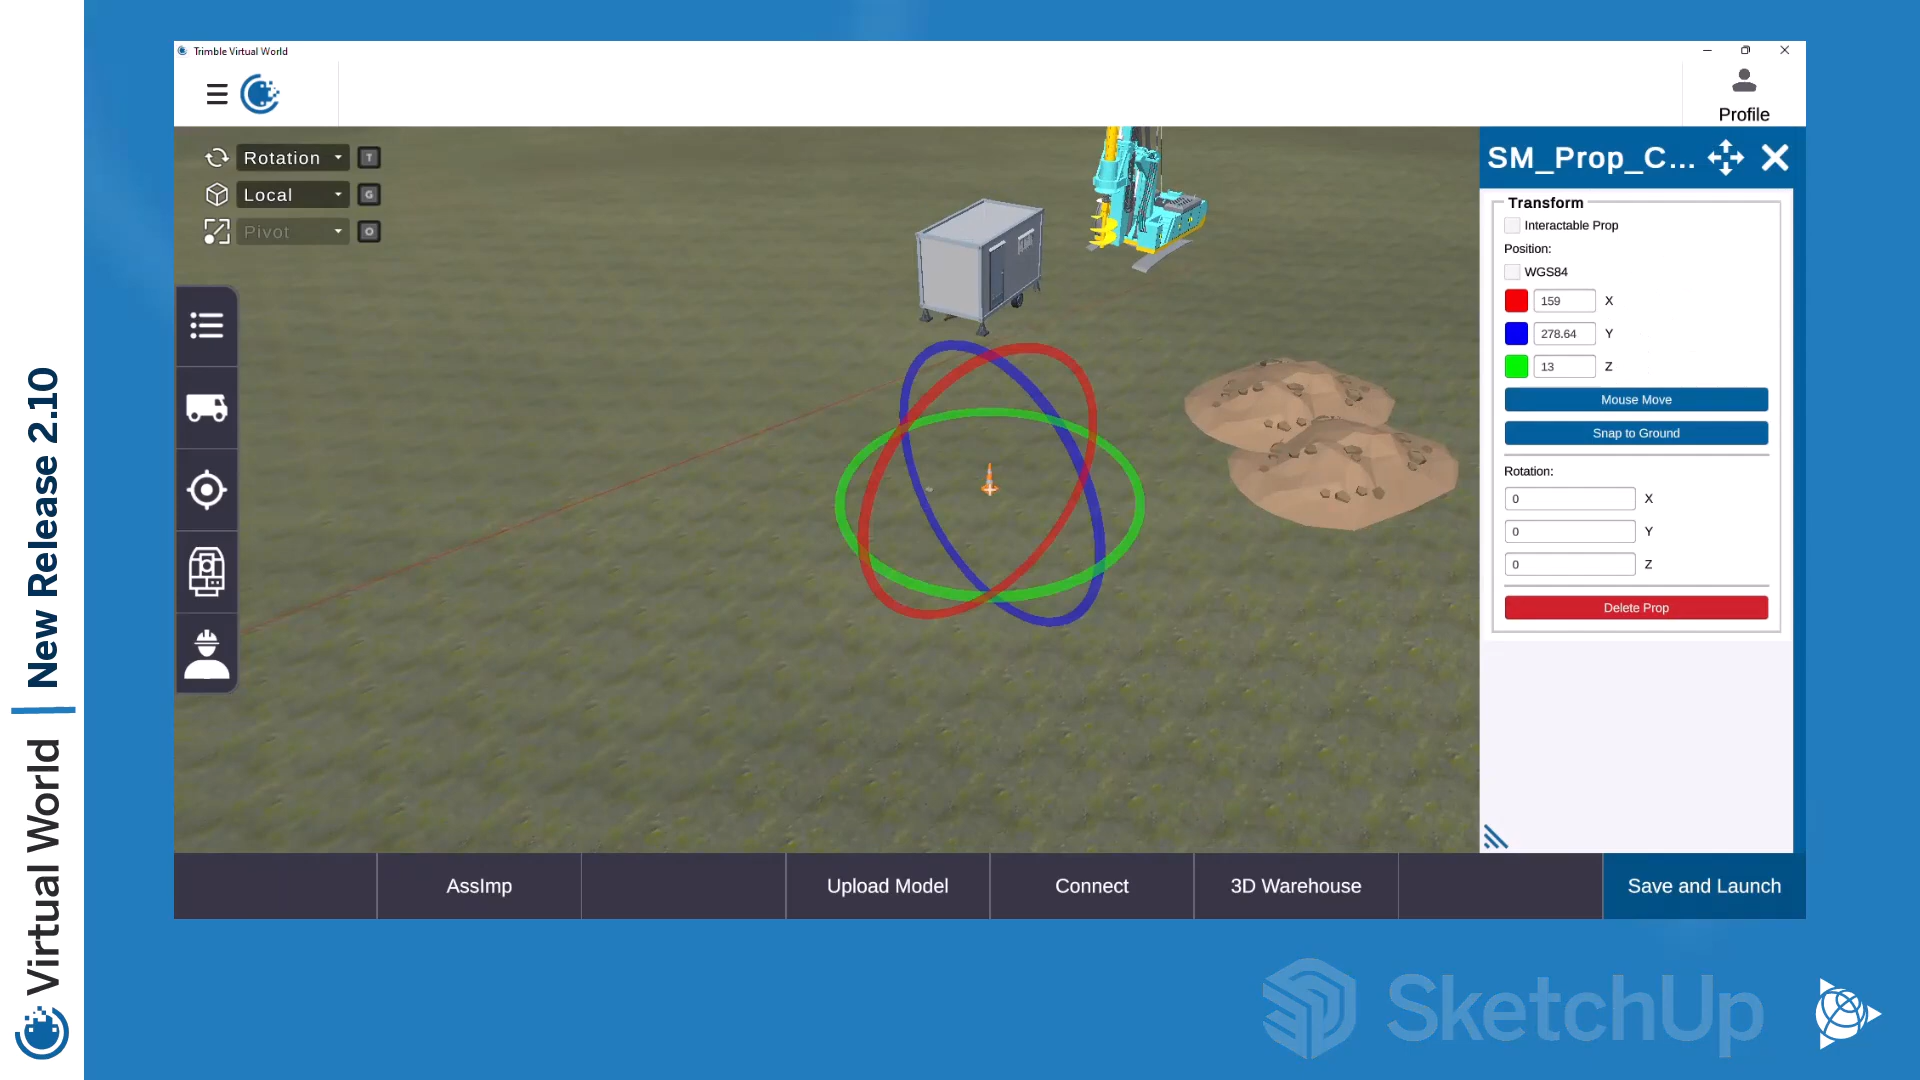 Virtual World | New Release 2.10
Trimble Virtual World
Profile
Rotation T
Local G
Pivot O
SM_Prop_C...
Transform
Interactable Prop
Position:
WGS84
159 X
278.64 Y
13 Z
Mouse Move
Snap to Ground
Rotation:
0 X
0 Y
0 Z
Delete Prop
AssImp
Upload Model
Connect
3D Warehouse
Save and Launch
SketchUp